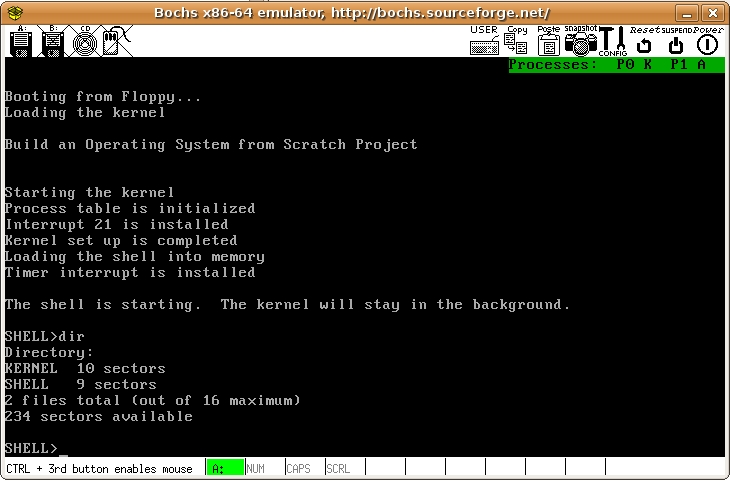 Bochs x86-64 emulator, http://bochs.sourceforge.net/
A: B: CD USER Copy Paste snapshot CONFIG Reset SUSPEND Power
Processes: P0 K P1 A
Booting from Floppy...
Loading the kernel
Build an Operating System from Scratch Project
Starting the kernel
Process table is initialized
Interrupt 21 is installed
Kernel set up is completed
Loading the shell into memory
Timer interrupt is installed
The shell is starting.  The kernel will stay in the background.
SHELL>dir
Directory:
KERNEL  10 sectors
SHELL   9 sectors
2 files total (out of 16 maximum)
234 sectors available
SHELL>_
CTRL + 3rd button enables mouse A: NUM CAPS SCRL